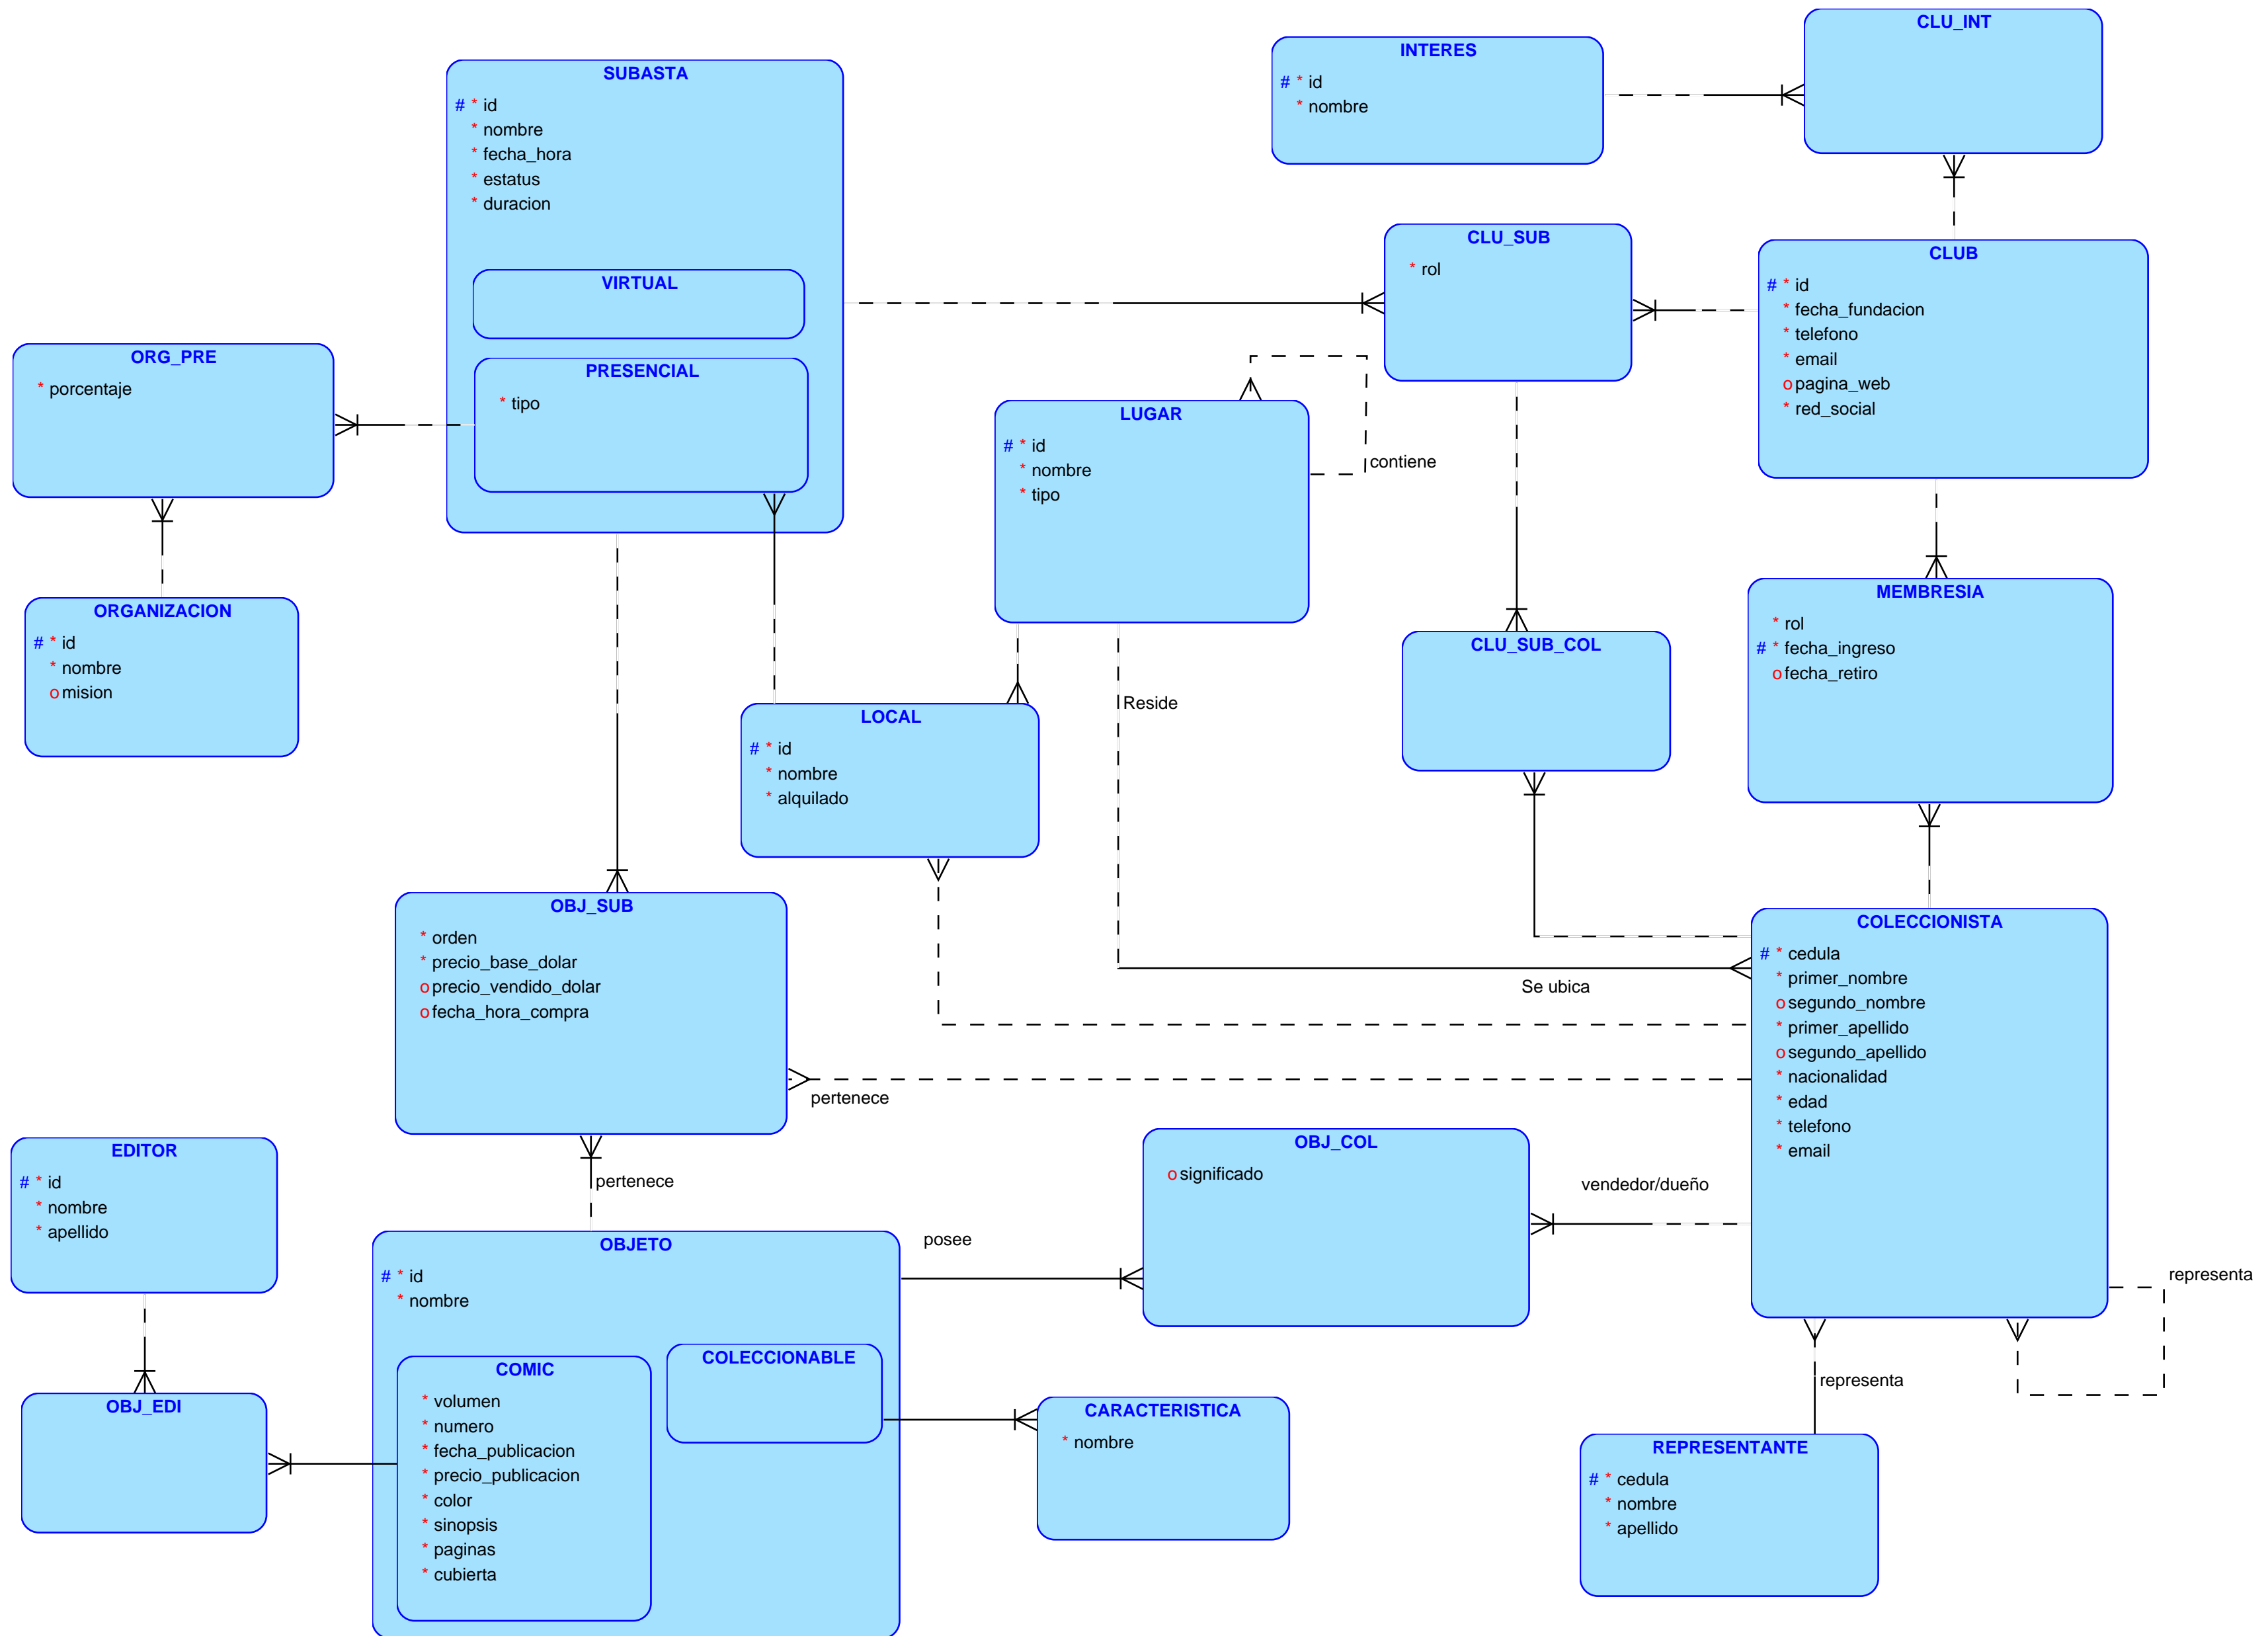 CLU_INT
INTERES
# * id
* nombre
SUBASTA
# * id
* nombre
* fecha_hora
* estatus
* duracion
VIRTUAL
PRESENCIAL
* tipo
CLU_SUB
* rol
CLUB
# * id
* fecha_fundacion
* telefono
* email
o pagina_web
* red_social
ORG_PRE
* porcentaje
LUGAR
# * id
* nombre
* tipo
contiene
ORGANIZACION
# * id
* nombre
o mision
MEMBRESIA
* rol
# * fecha_ingreso
o fecha_retiro
CLU_SUB_COL
Reside
LOCAL
# * id
* nombre
* alquilado
OBJ_SUB
* orden
* precio_base_dolar
o precio_vendido_dolar
o fecha_hora_compra
COLECCIONISTA
# * cedula
* primer_nombre
o segundo_nombre
* primer_apellido
o segundo_apellido
* nacionalidad
* edad
* telefono
* email
Se ubica
pertenece
EDITOR
# * id
* nombre
* apellido
pertenece
OBJ_COL
o significado
vendedor/dueño
OBJETO
# * id
* nombre
posee
representa
COMIC
* volumen
* numero
* fecha_publicacion
* precio_publicacion
* color
* sinopsis
* paginas
* cubierta
COLECCIONABLE
OBJ_EDI
CARACTERISTICA
* nombre
representa
REPRESENTANTE
# * cedula
* nombre
* apellido